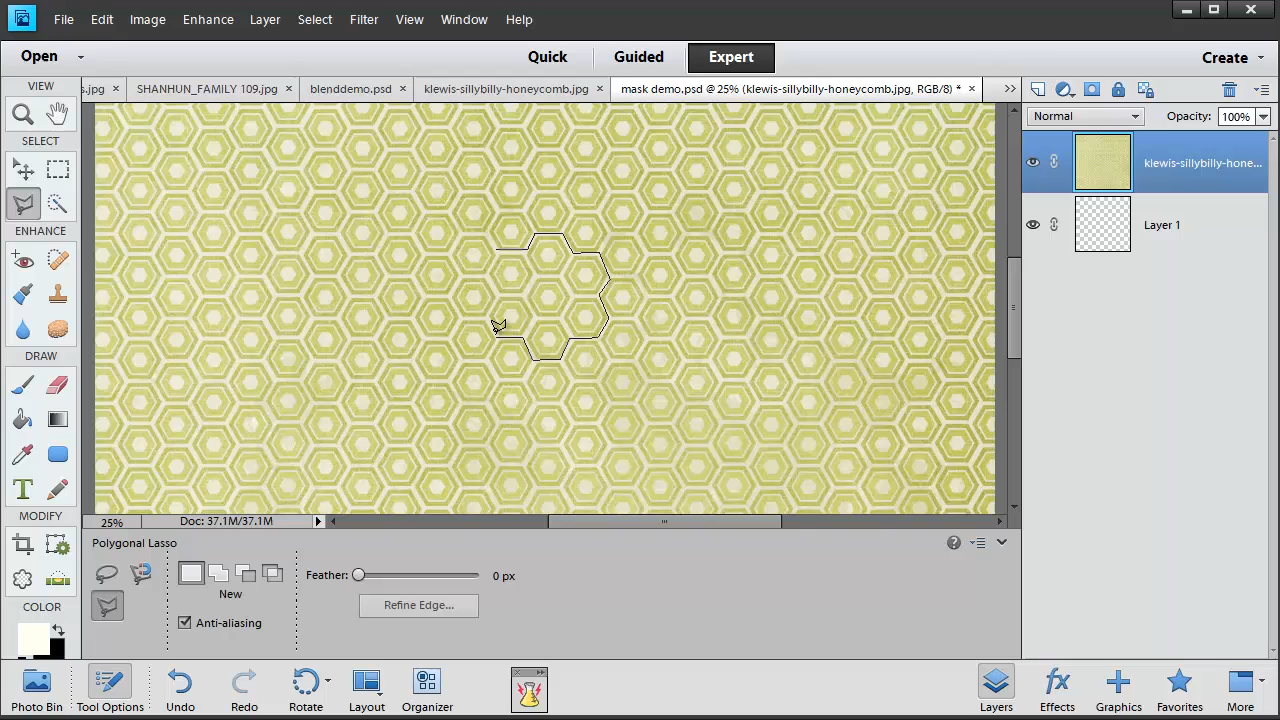 File Edit Image Enhance Layer Select Filter View Window Help
Open Quick Guided Expert Create
VIEW
s.jpg SHANHUN_FAMILY 109.jpg blenddemo.psd klewis-sillybilly-honeycomb.jpg mask demo.psd @ 25% (klewis-sillybilly-honeycomb.jpg, RGB/8) *
Normal Opacity: 100%
SELECT
klewis-sillybilly-hone...
Layer 1
ENHANCE
DRAW
MODIFY
25% Doc: 37.1M/37.1M
Polygonal Lasso
Feather: 0 px
New
Refine Edge...
Anti-aliasing
COLOR
Photo Bin Tool Options Undo Redo Rotate Layout Organizer Layers Effects Graphics Favorites More